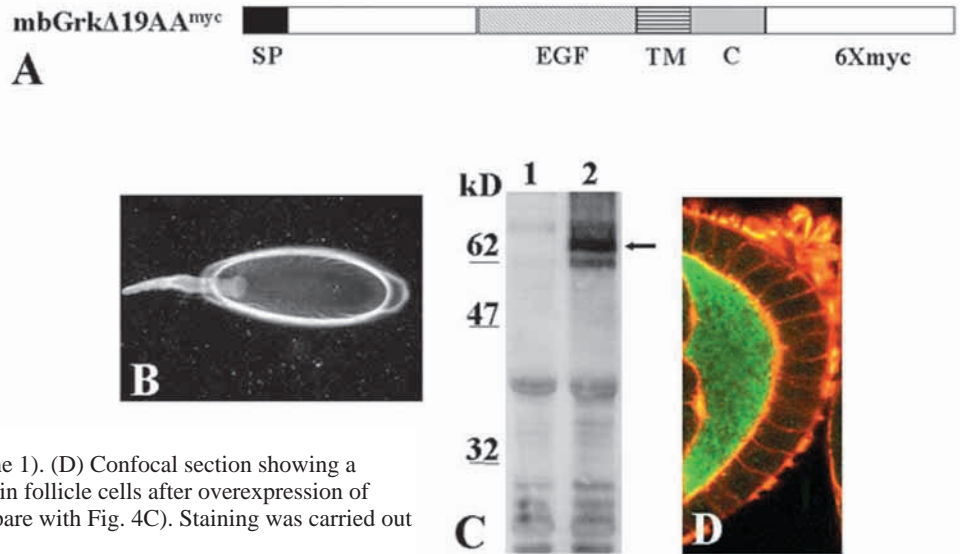 mbGrkΔ19AAmyc
SP EGF TM C 6Xmyc
A
kD 1 2
62
47
32
B
C
D
ne 1). (D) Confocal section showing a
in follicle cells after overexpression of
pare with Fig. 4C). Staining was carried out